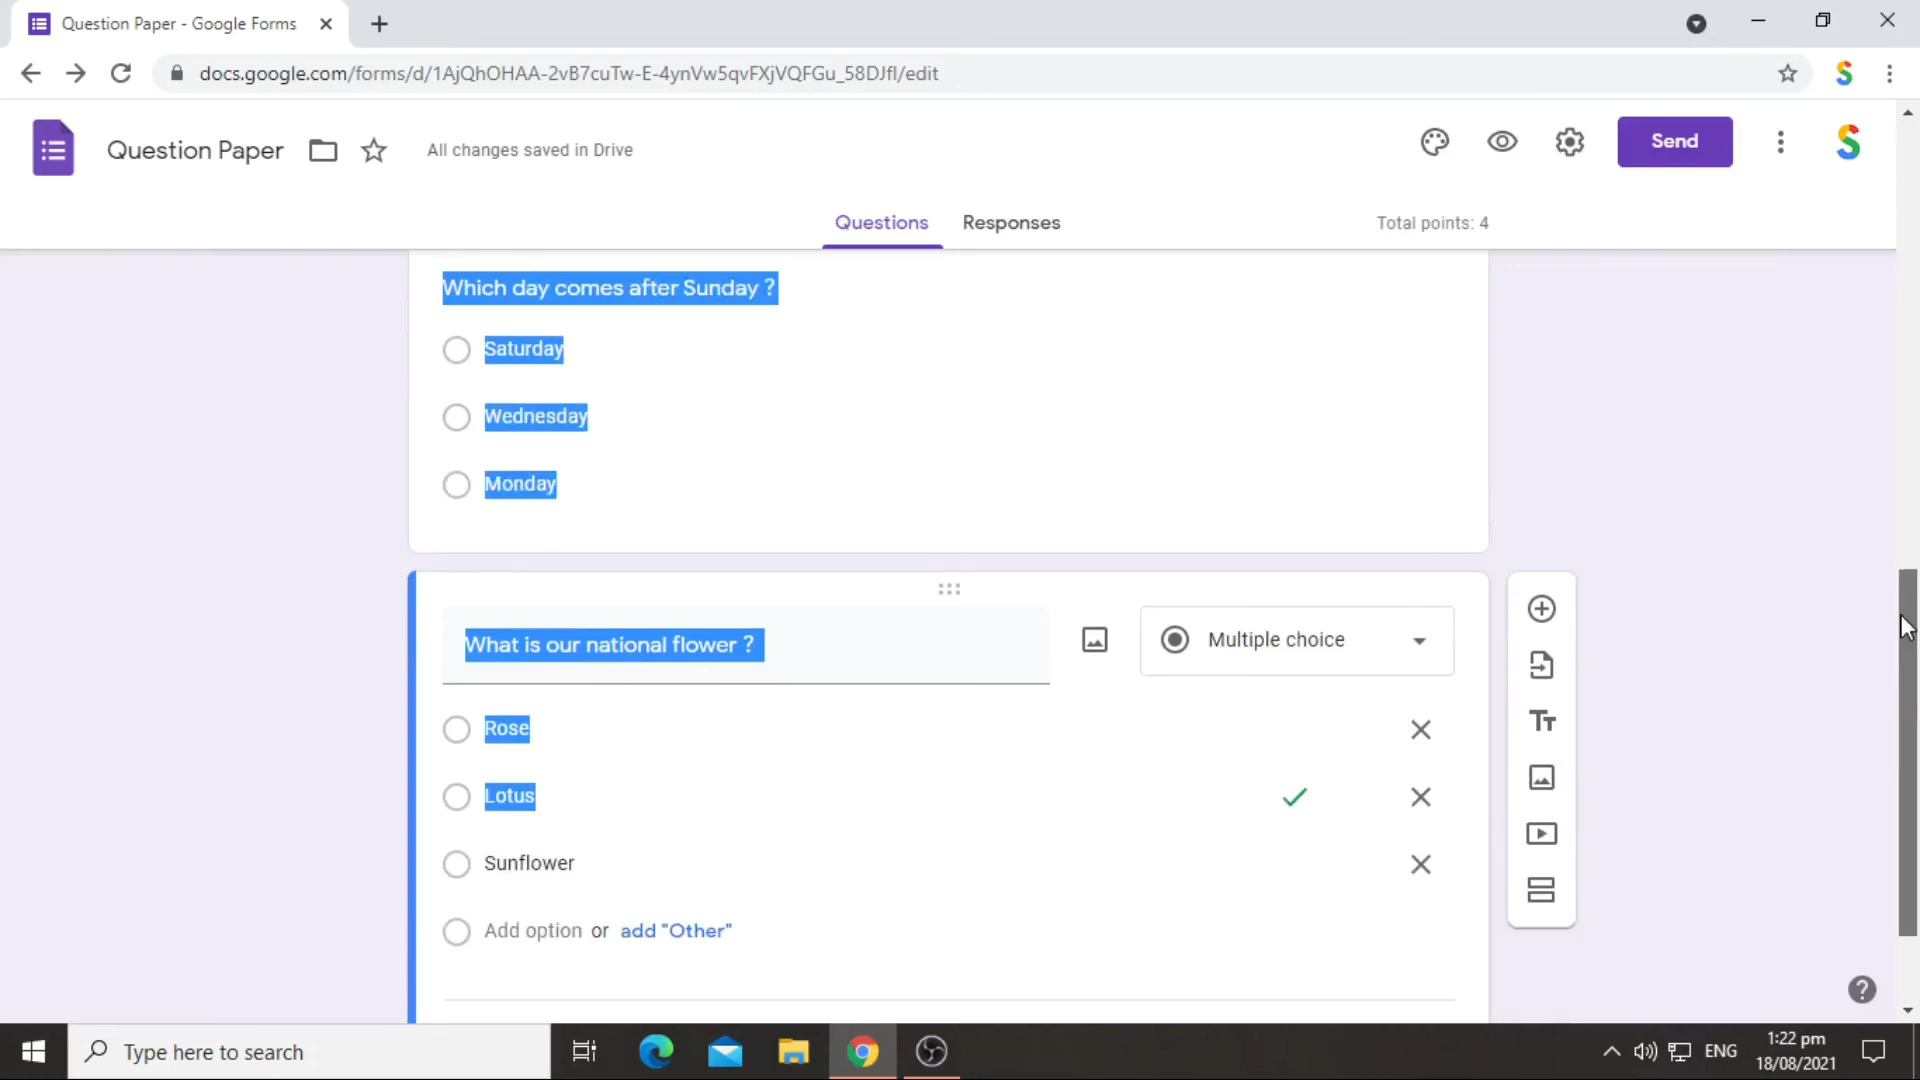 Question Paper - Google Forms
docs.google.com/forms/d/1AjQhOHAA-2vB7cuTw-E-4ynVw5qvFXjVQFGu_58DJfI/edit
Question Paper
All changes saved in Drive
Send
Questions
Responses
Total points: 4
Which day comes after Sunday ?
Saturday
Wednesday
Monday
What is our national flower ?
Multiple choice
Rose
Lotus
Sunflower
Add option or add "Other"
Type here to search
ENG
1:22 pm
18/08/2021